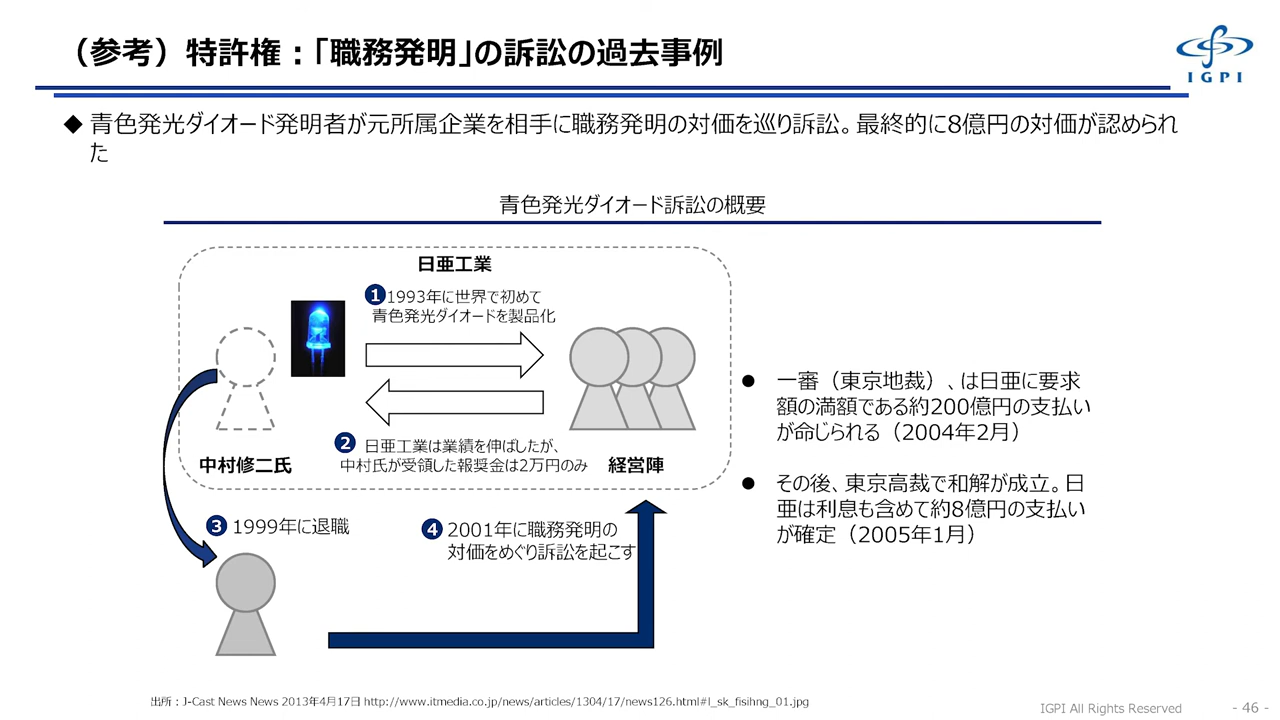 （参考）特許権：「職務発明」の訴訟の過去事例
IGPI
◆ 青色発光ダイオード発明者が元所属企業を相手に職務発明の対価を巡り訴訟。最終的に8億円の対価が認められ
た
青色発光ダイオード訴訟の概要
日亜工業
1 1993年に世界で初めて
青色発光ダイオードを製品化
2 日亜工業は業績を伸ばしたが、
中村氏が受領した報奨金は2万円のみ
中村修二氏
経営陣
3 1999年に退職
4 2001年に職務発明の
対価をめぐり訴訟を起こす
● 一審（東京地裁）、は日亜に要求
額の満額である約200億円の支払い
が命じられる（2004年2月）
● その後、東京高裁で和解が成立。日
亜は利息も含めて約8億円の支払い
が確定（2005年1月）
出所：J-Cast News News 2013年4月17日 http://www.itmedia.co.jp/news/articles/1304/17/news126.html#l_sk_fisihng_01.jpg
IGPI All Rights Reserved
- 46 -